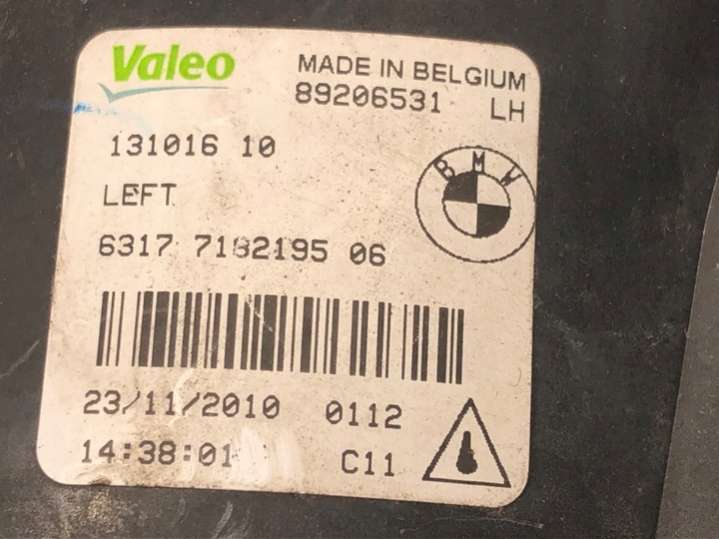 Valeo
MADE IN BELGIUM
89206531 LH
131016 10
LEFT
BMW
6317 7182195 06
23/11/2010 0112
14:38:01 C11